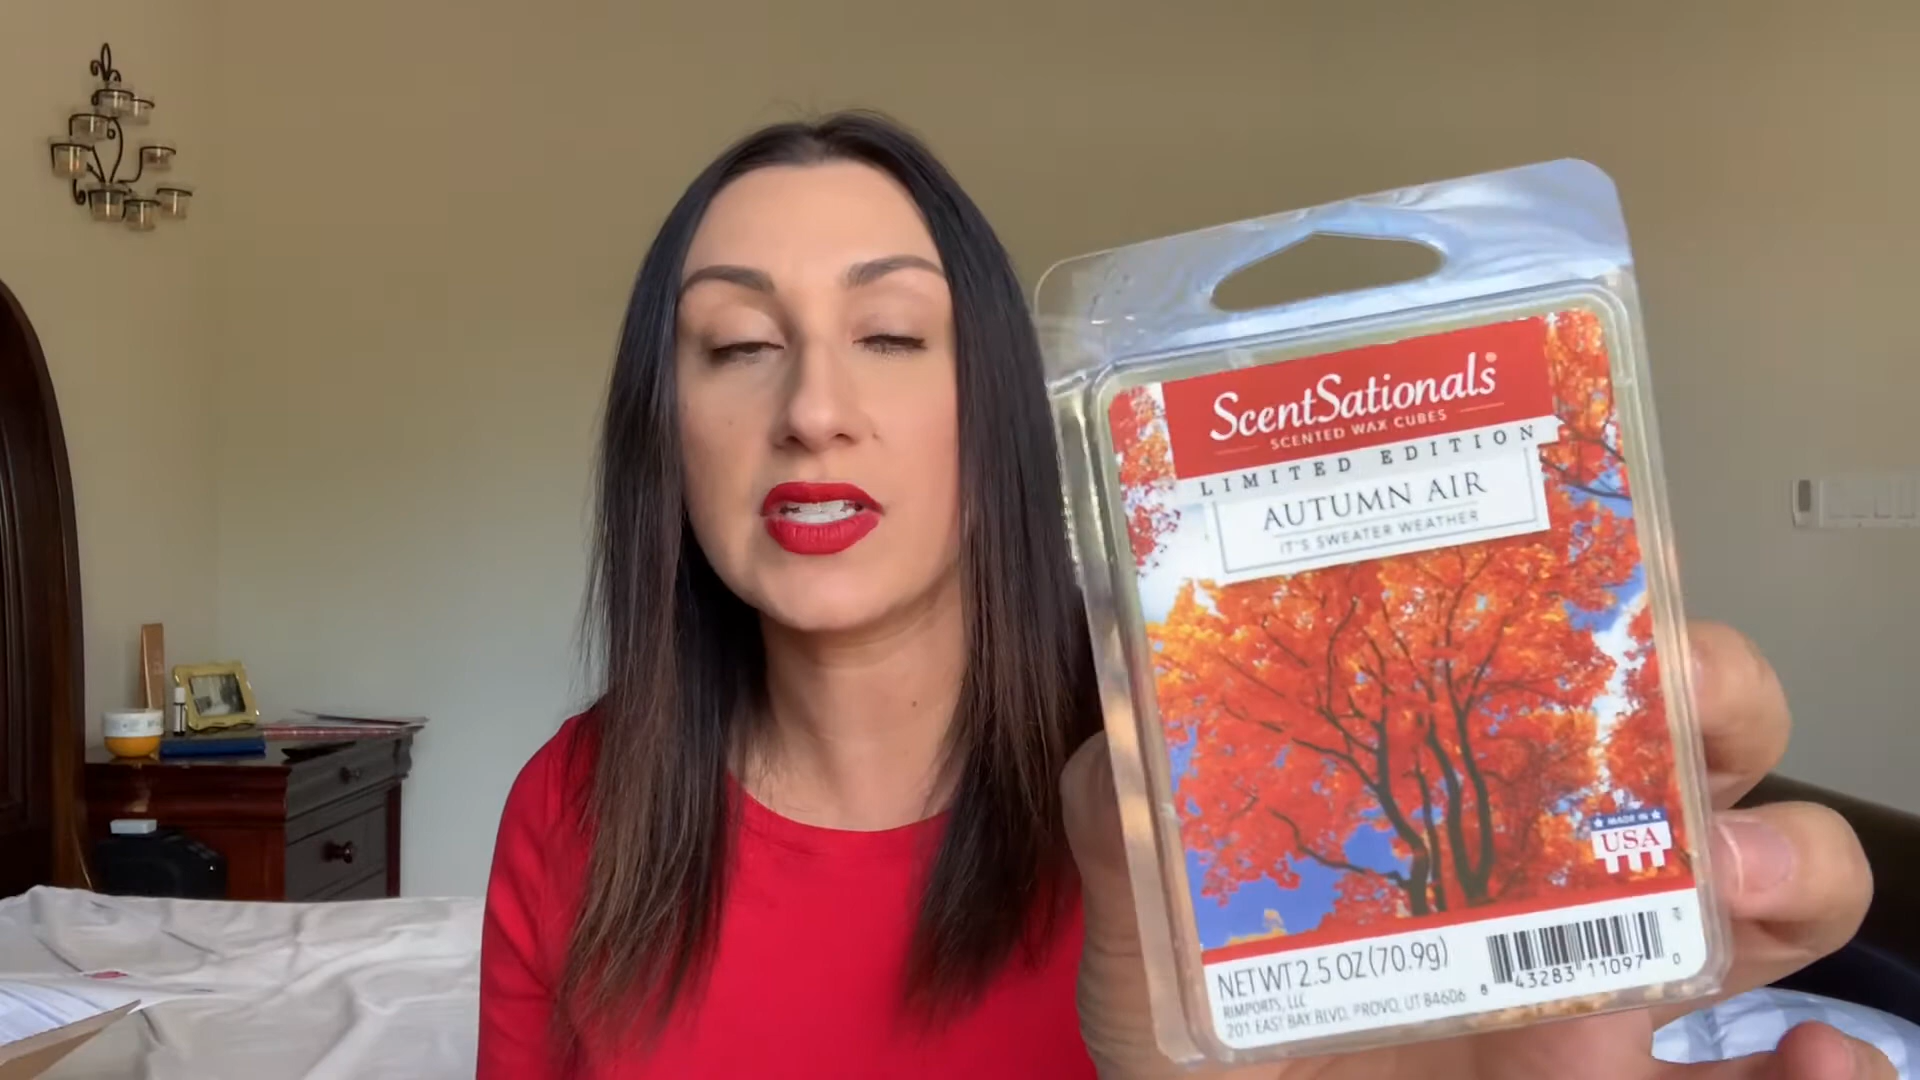 ScentSationals®
SCENTED WAX CUBES
LIMITED EDITION
AUTUMN AIR
IT'S SWEATER WEATHER
MADE IN
USA
NET WT 2.5 OZ (70.9g)
RIMPORTS, LLC
201 EAST BAY BLVD, PROVO, UT 84606
8 43283 11097 0